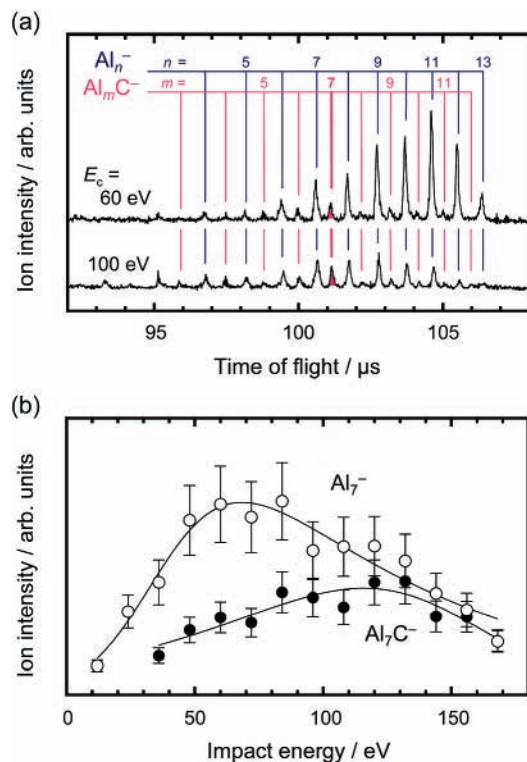 (a)
Alₙ⁻ n = 5 7 9 11 13
AlₘC⁻ m = 5 7 9 11
E_c =
60 eV
100 eV
Ion intensity / arb. units
95 100 105
Time of flight / μs
(b)
Al₇⁻
Al₇C⁻
Ion intensity / arb. units
0 50 100 150
Impact energy / eV